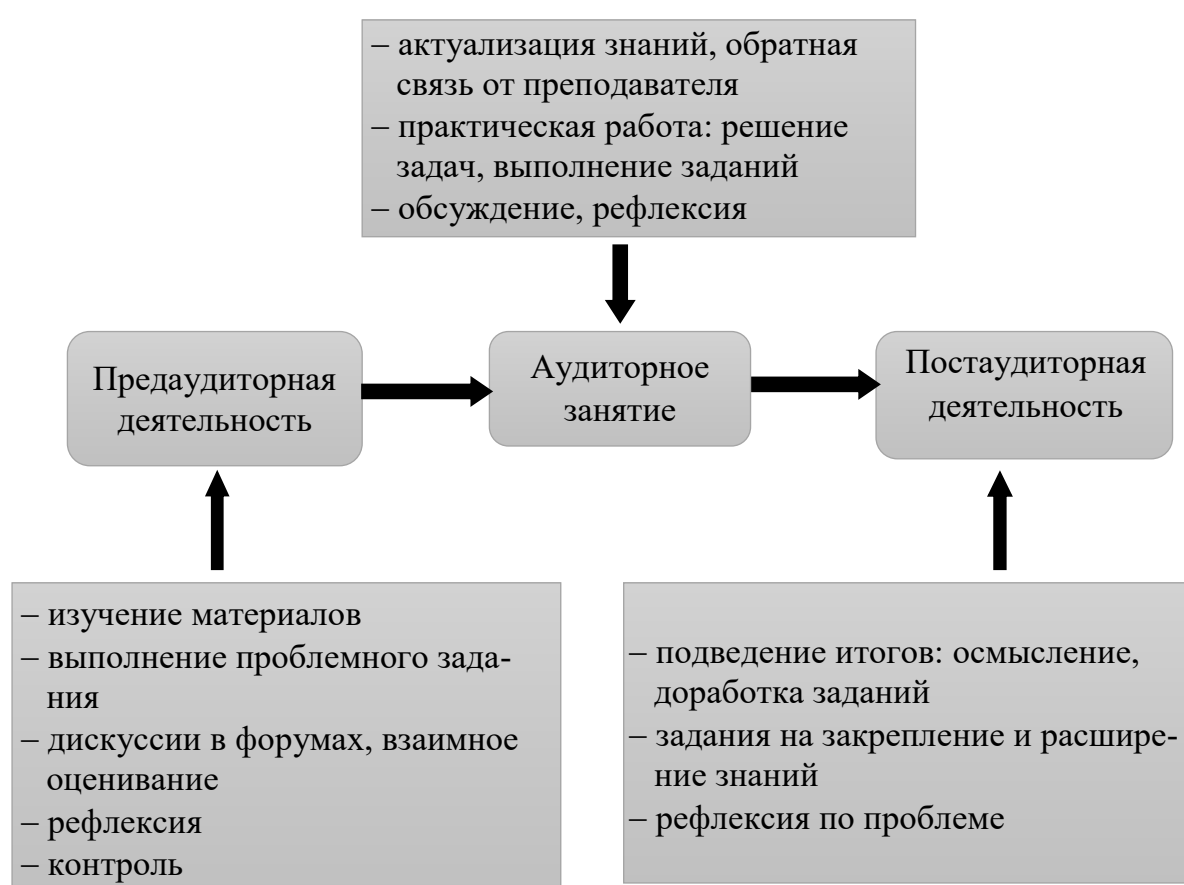 – актуализация знаний, обратная
связь от преподавателя
– практическая работа: решение
задач, выполнение заданий
– обсуждение, рефлексия
Предаудиторная
деятельность
Аудиторное
занятие
Постаудиторная
деятельность
– изучение материалов
– выполнение проблемного зада-
ния
– дискуссии в форумах, взаимное
оценивание
– рефлексия
– контроль
– подведение итогов: осмысление,
доработка заданий
– задания на закрепление и расшире-
ние знаний
– рефлексия по проблеме